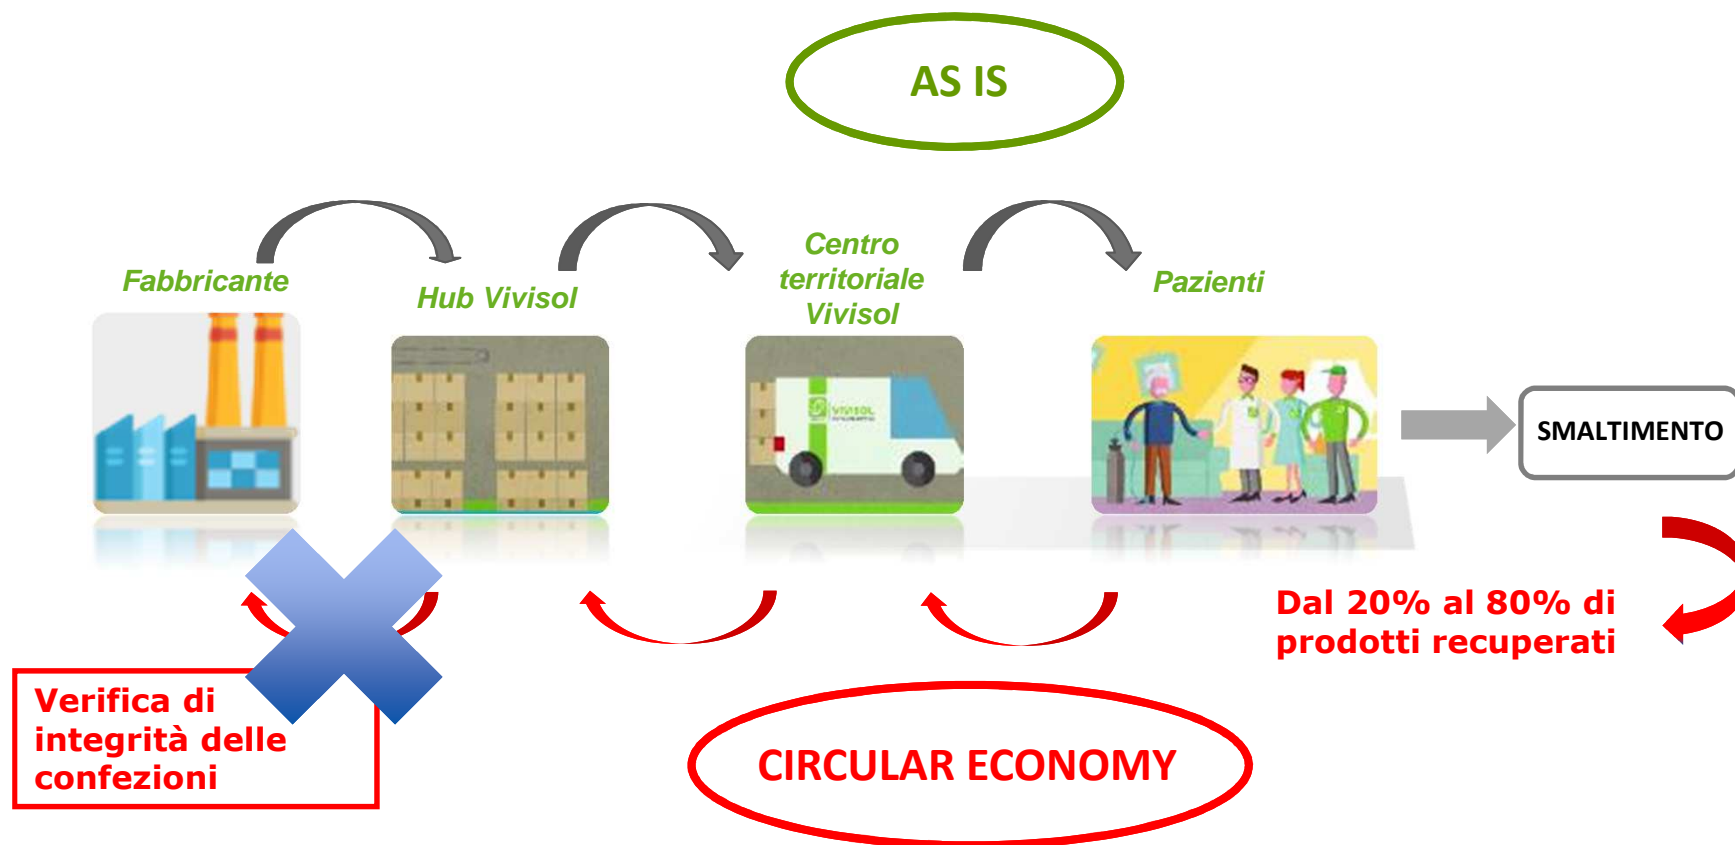 AS IS
Fabbricante
Hub Vivisol
Centro
territoriale
Vivisol
Pazienti
VIVISOL
SMALTIMENTO
Dal 20% al 80% di
prodotti recuperati
Verifica di
integrità delle
confezioni
CIRCULAR ECONOMY